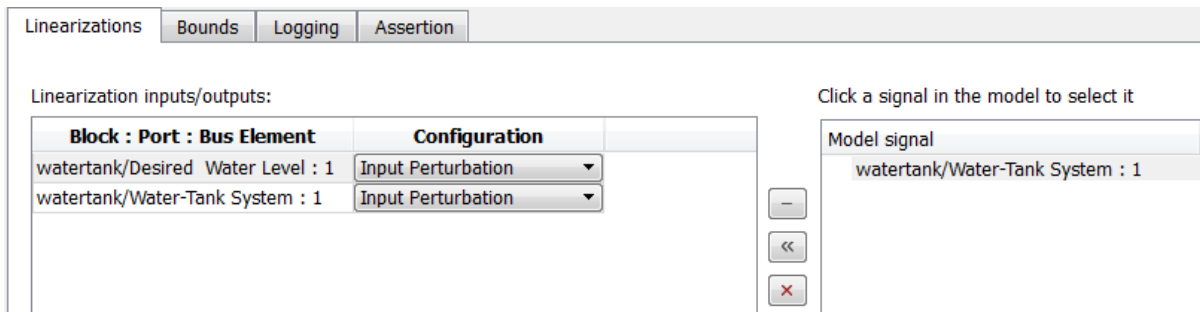 Linearizations Bounds Logging Assertion
Linearization inputs/outputs:
Click a signal in the model to select it
Block : Port : Bus Element Configuration
Model signal
watertank/Desired  Water Level : 1 Input Perturbation
watertank/Water-Tank System : 1
watertank/Water-Tank System : 1 Input Perturbation